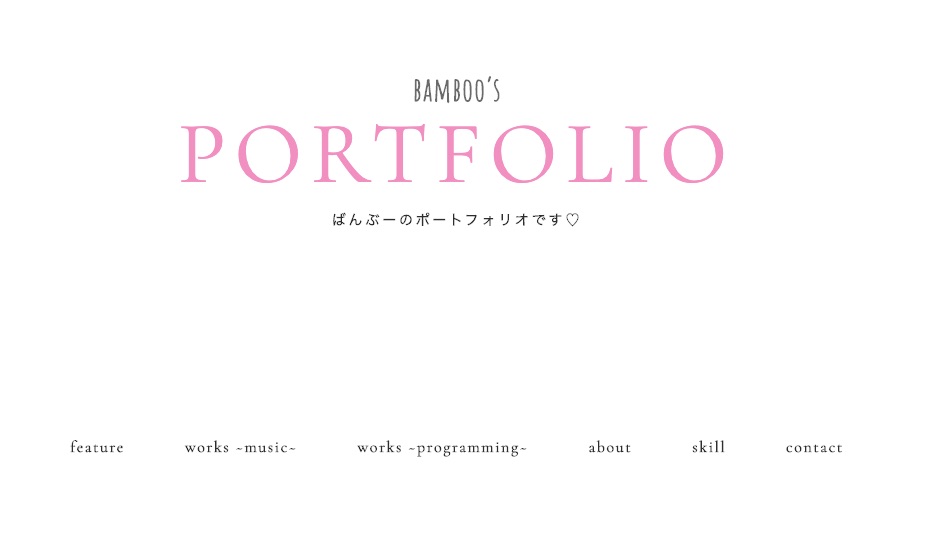 BAMBOO'S
PORTFOLIO
ばんぶーのポートフォリオです♡
feature works ~music~ works ~programming~ about skill contact